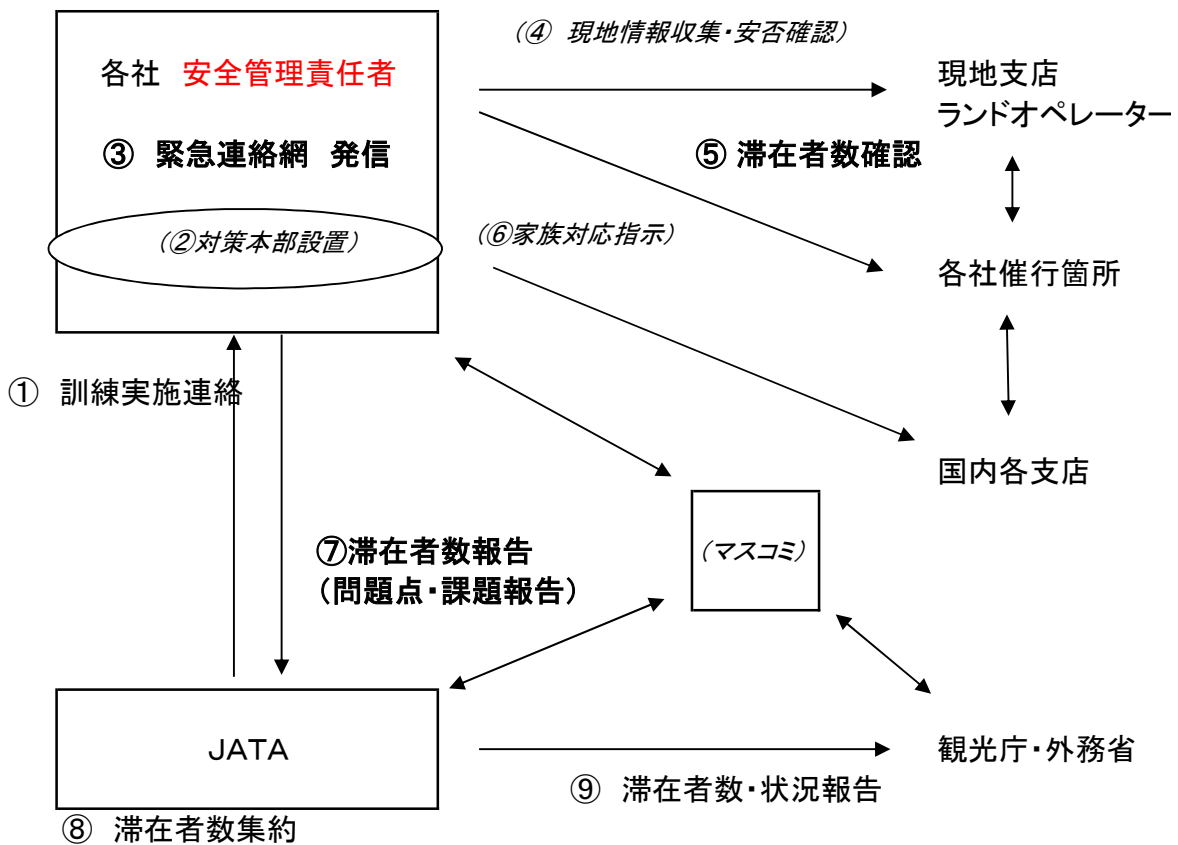 （④　現地情報収集・安否確認）
各社　安全管理責任者
現地支店
ランドオペレーター
③　緊急連絡網　発信
⑤ 滞在者数確認
（②対策本部設置）
（⑥家族対応指示）
各社催行箇所
①　訓練実施連絡
国内各支店
⑦滞在者数報告
（問題点・課題報告）
（マスコミ）
ＪＡＴＡ
観光庁・外務省
⑨　滞在者数・状況報告
⑧　滞在者数集約